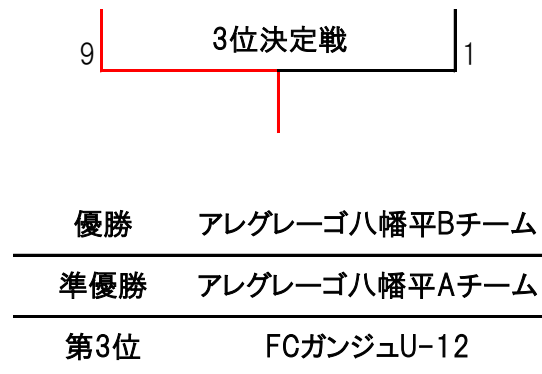 3位決定戦
9 1
優勝 アレグレーゴ八幡平Bチーム
準優勝 アレグレーゴ八幡平Aチーム
第3位 FCガンジュU-12